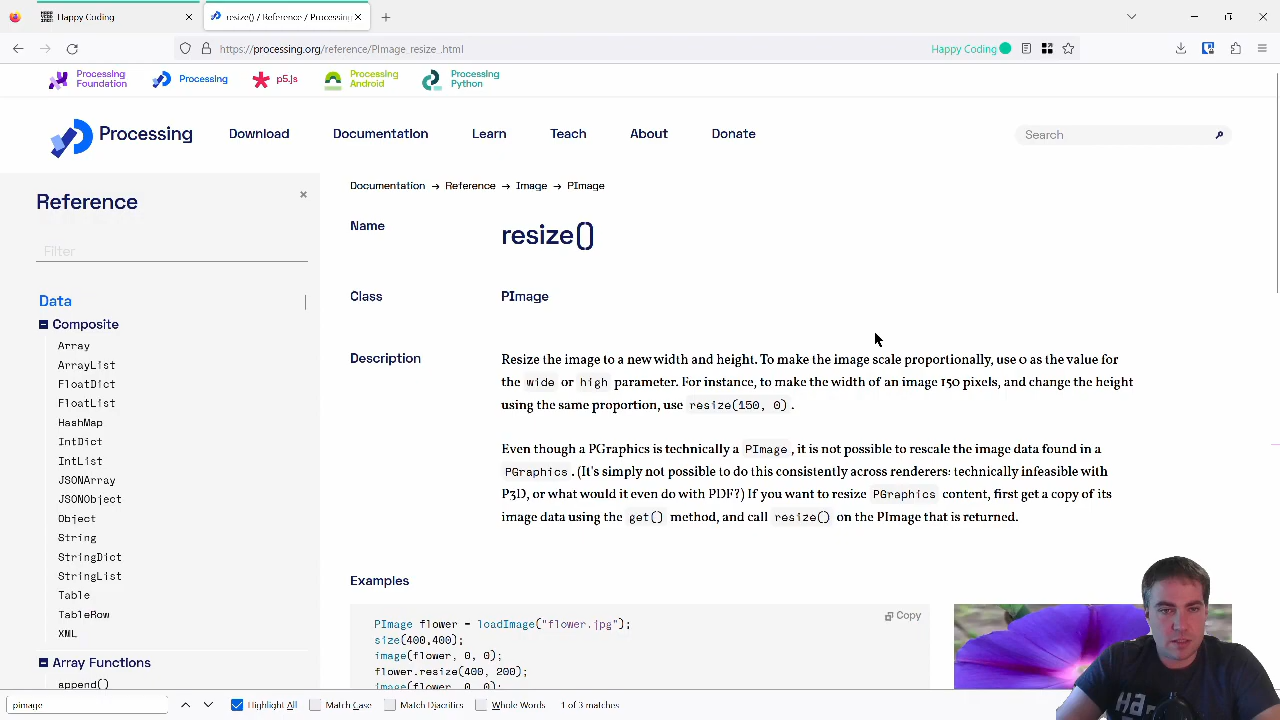 Happy Coding
resize() / Reference / Processing
https://processing.org/reference/PImage_resize_.html
Happy Coding
Processing Foundation
Processing
p5.js
Processing Android
Processing Python
Processing
Download
Documentation
Learn
Teach
About
Donate
Search
Reference
Filter
Data
Composite
Array
ArrayList
FloatDict
FloatList
HashMap
IntDict
IntList
JSONArray
JSONObject
Object
String
StringDict
StringList
Table
TableRow
XML
Array Functions
append()
Documentation → Reference → Image → PImage
Name
resize()
Class
PImage
Description
Resize the image to a new width and height. To make the image scale proportionally, use 0 as the value for
the wide or high parameter. For instance, to make the width of an image 150 pixels, and change the height
using the same proportion, use resize(150, 0).
Even though a PGraphics is technically a PImage, it is not possible to rescale the image data found in a
PGraphics. (It's simply not possible to do this consistently across renderers: technically infeasible with
P3D, or what would it even do with PDF?) If you want to resize PGraphics content, first get a copy of its
image data using the get() method, and call resize() on the PImage that is returned.
Examples
Copy
PImage flower = loadImage("flower.jpg");
size(400,400);
image(flower, 0, 0);
flower.resize(400, 200);
image(flower, 0, 0);
pimage
Highlight All
Match Case
Match Diacritics
Whole Words
1 of 3 matches